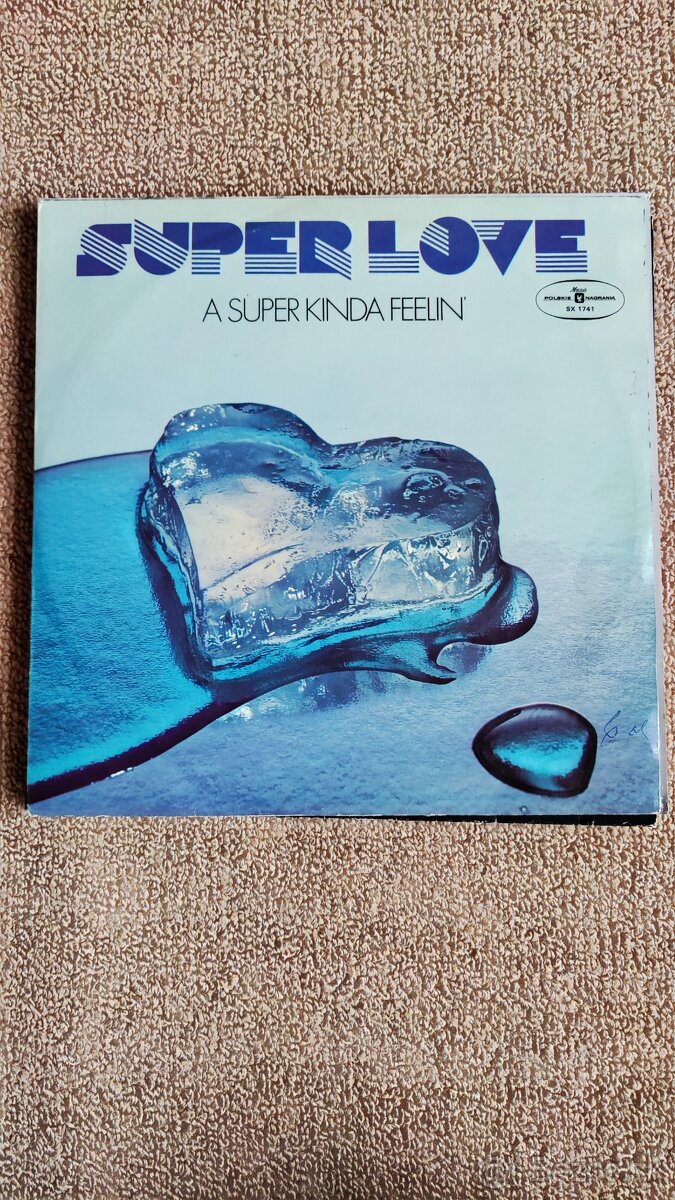 SUPER LOVE
A SUPER KINDA FEELIN'
Muza
POLSKIE NAGRANIA
SX 1741